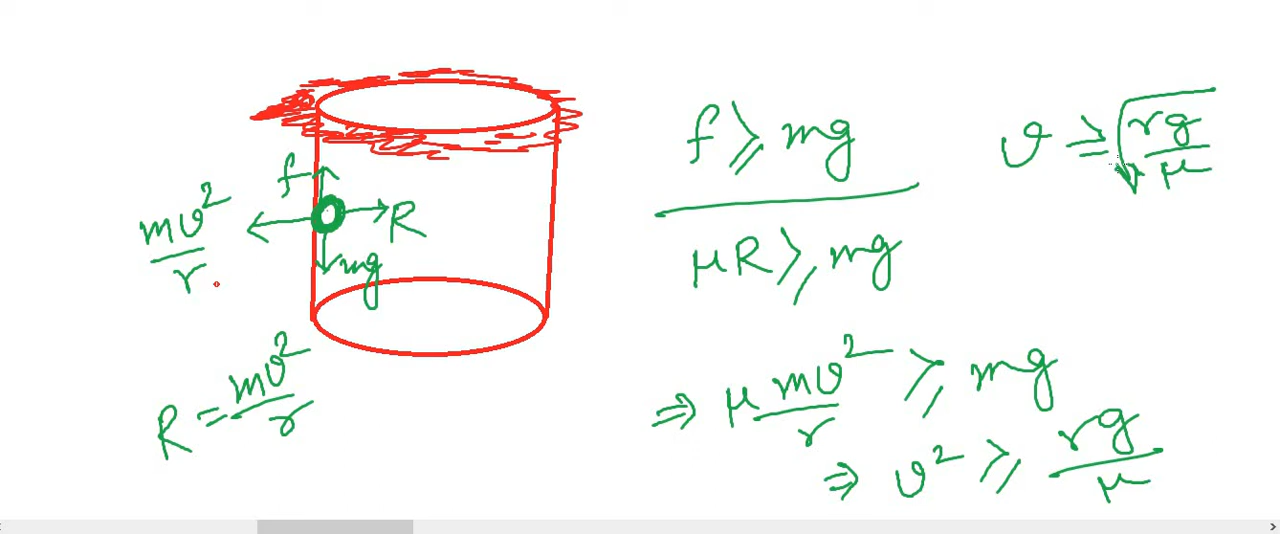 f
mv²/r
R
mg
R = mv²/r
f ⩾ mg
μR ⩾ mg
⇒ μ mv²/r ⩾ mg
⇒ v² ⩾ rg/μ
v ≥ √(rg/μ)